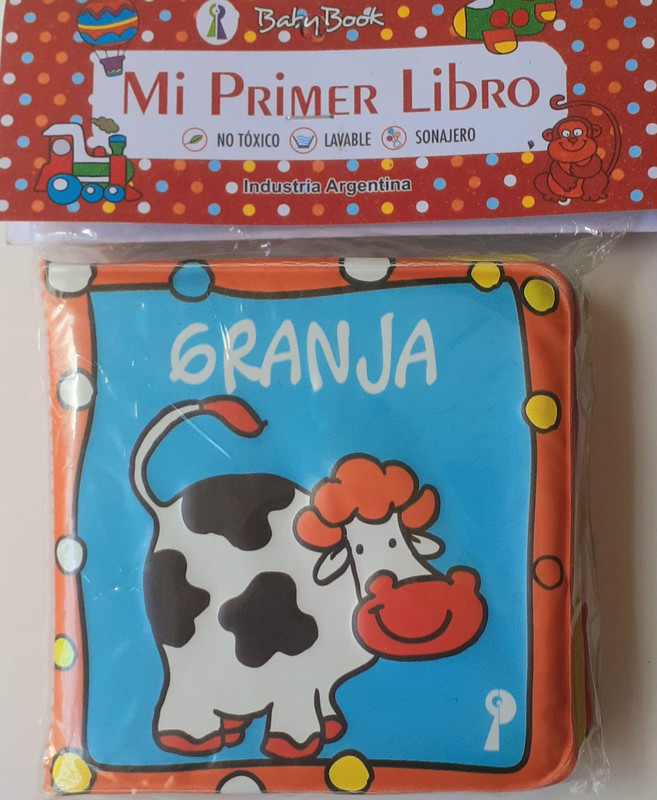 Baby Book
Mi Primer Libro
NO TÓXICO LAVABLE SONAJERO
Industria Argentina
GRANJA